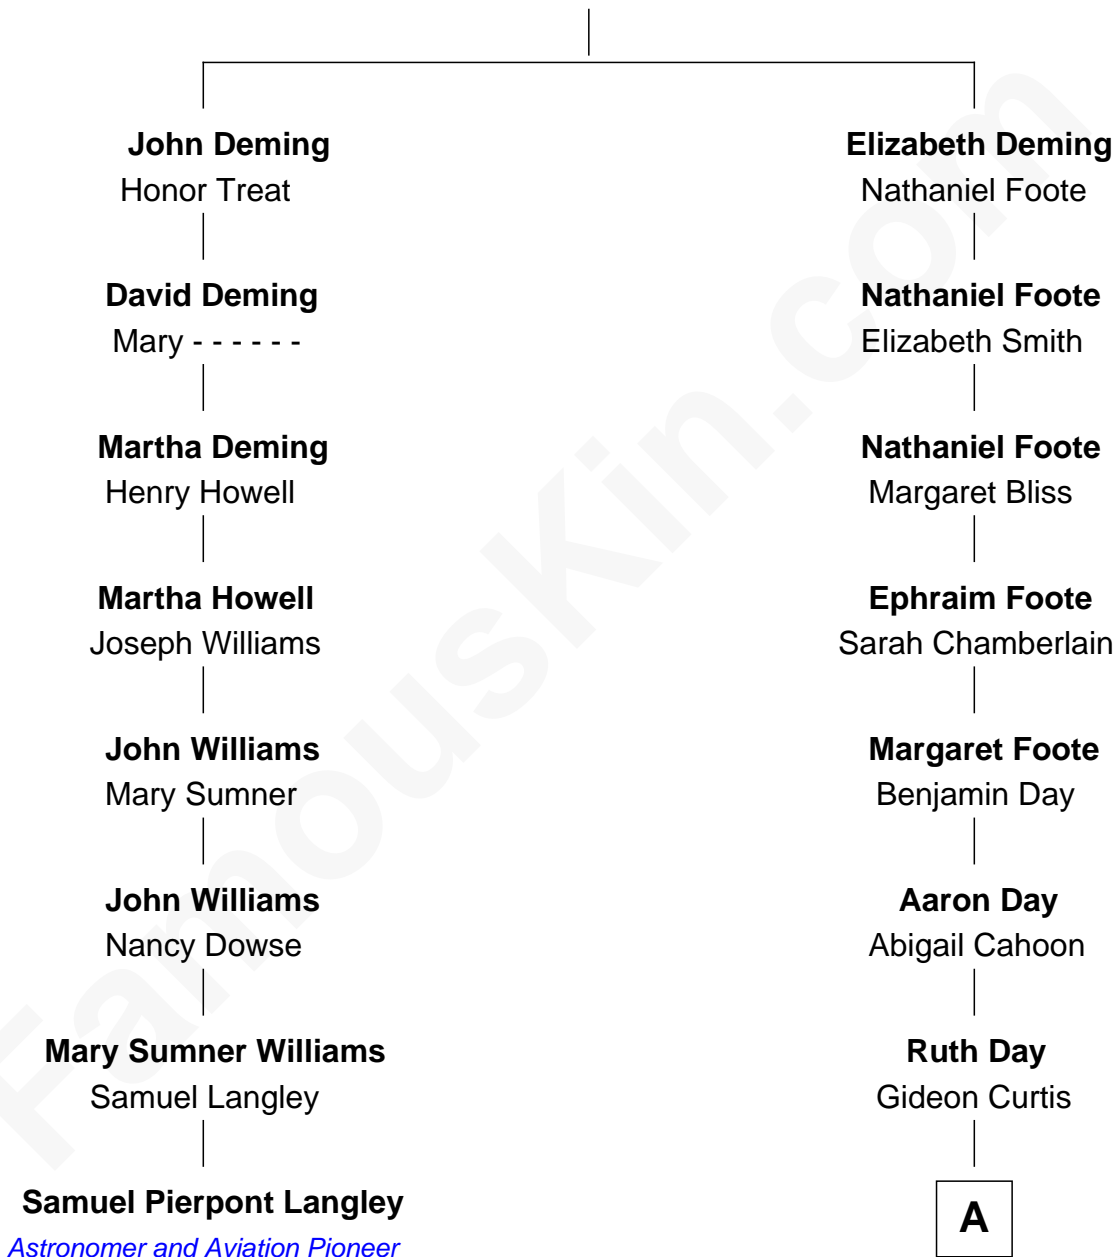 John Deming
Honor Treat
David Deming
Mary - - - - - -
Martha Deming
Henry Howell
Martha Howell
Joseph Williams
John Williams
Mary Sumner
John Williams
Nancy Dowse
Mary Sumner Williams
Samuel Langley
Samuel Pierpont Langley
Astronomer and Aviation Pioneer
Elizabeth Deming
Nathaniel Foote
Nathaniel Foote
Elizabeth Smith
Nathaniel Foote
Margaret Bliss
Ephraim Foote
Sarah Chamberlain
Margaret Foote
Benjamin Day
Aaron Day
Abigail Cahoon
Ruth Day
Gideon Curtis
A
FamousKin.com